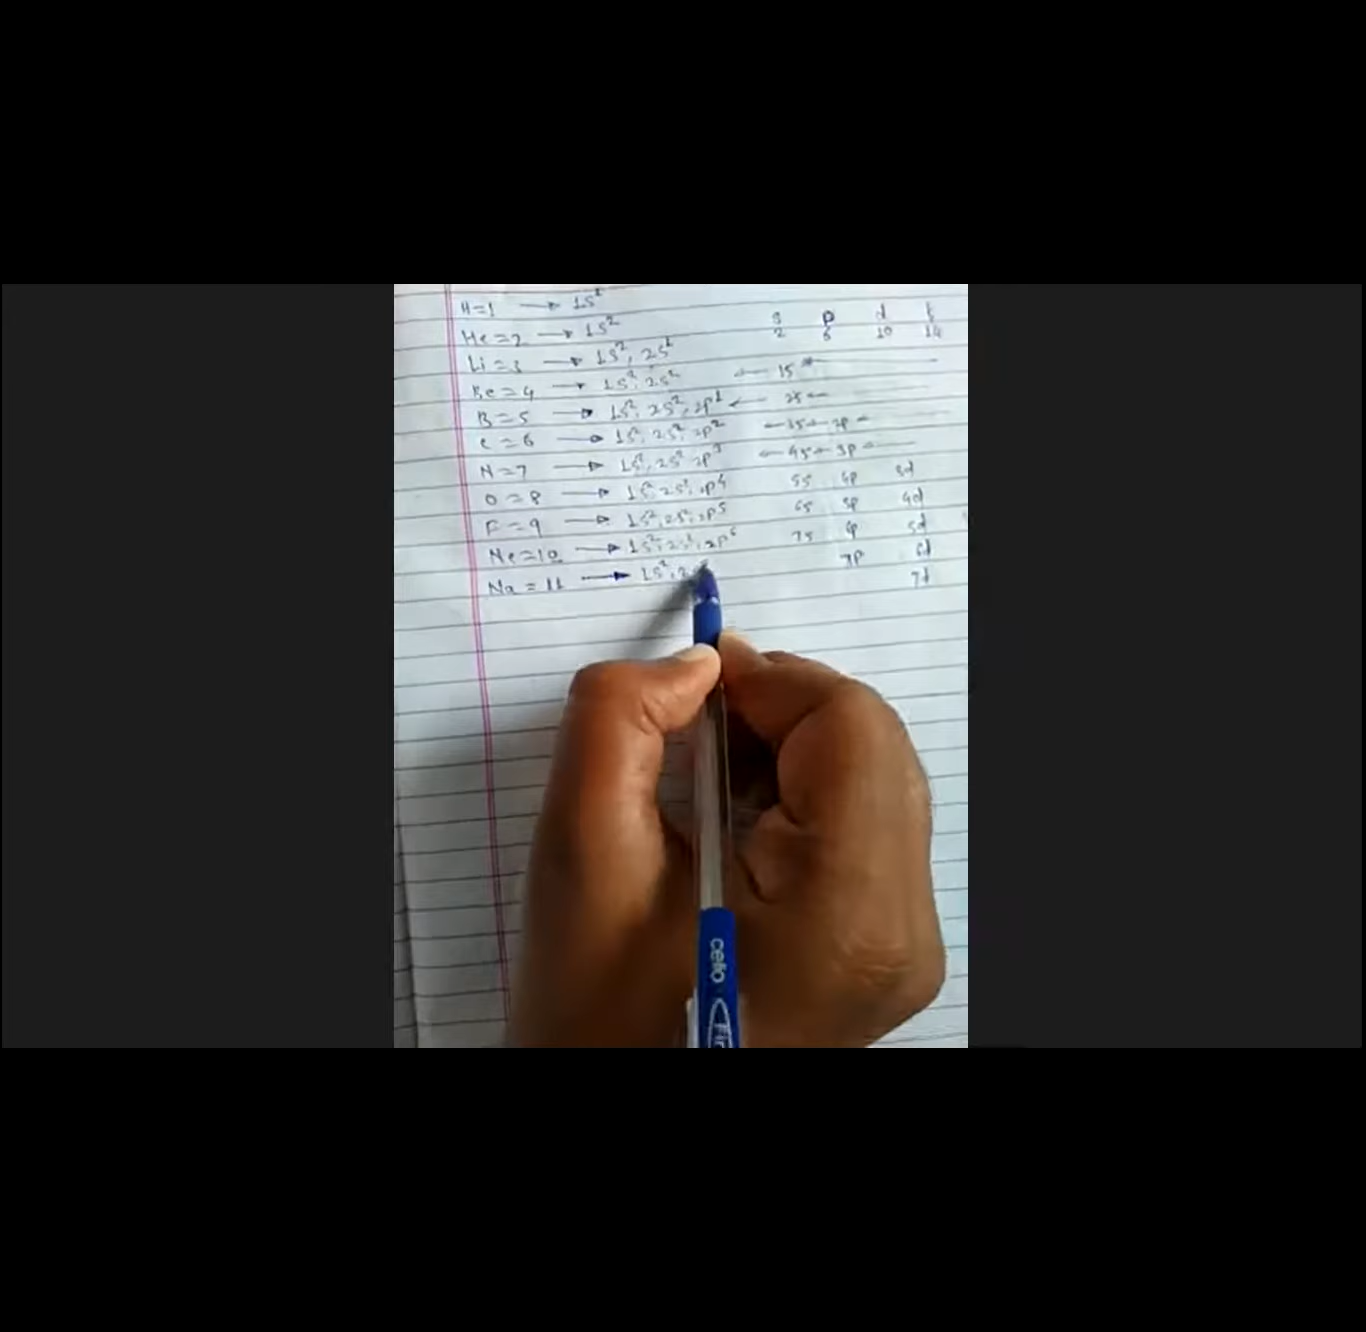 H=1 → 1s¹
He=2 → 1s²
s p d f
2 6 10 14
Li=3 → 1s², 2s¹
Be=4 → 1s², 2s² ← 1s ←
B=5 → 1s², 2s², 2p¹ ← 2s ←
C=6 → 1s², 2s², 2p² ← 3s ← 2p ←
N=7 → 1s², 2s², 2p³ ← 4s ← 3p ←
O=8 → 1s², 2s², 2p⁴ 5s 4p 3d
F=9 → 1s², 2s², 2p⁵ 6s 5p 4d
Ne=10 → 1s², 2s², 2p⁶ 7s 6p 5d
7p 6d
Na=11 → 1s², 2s
7d
cello